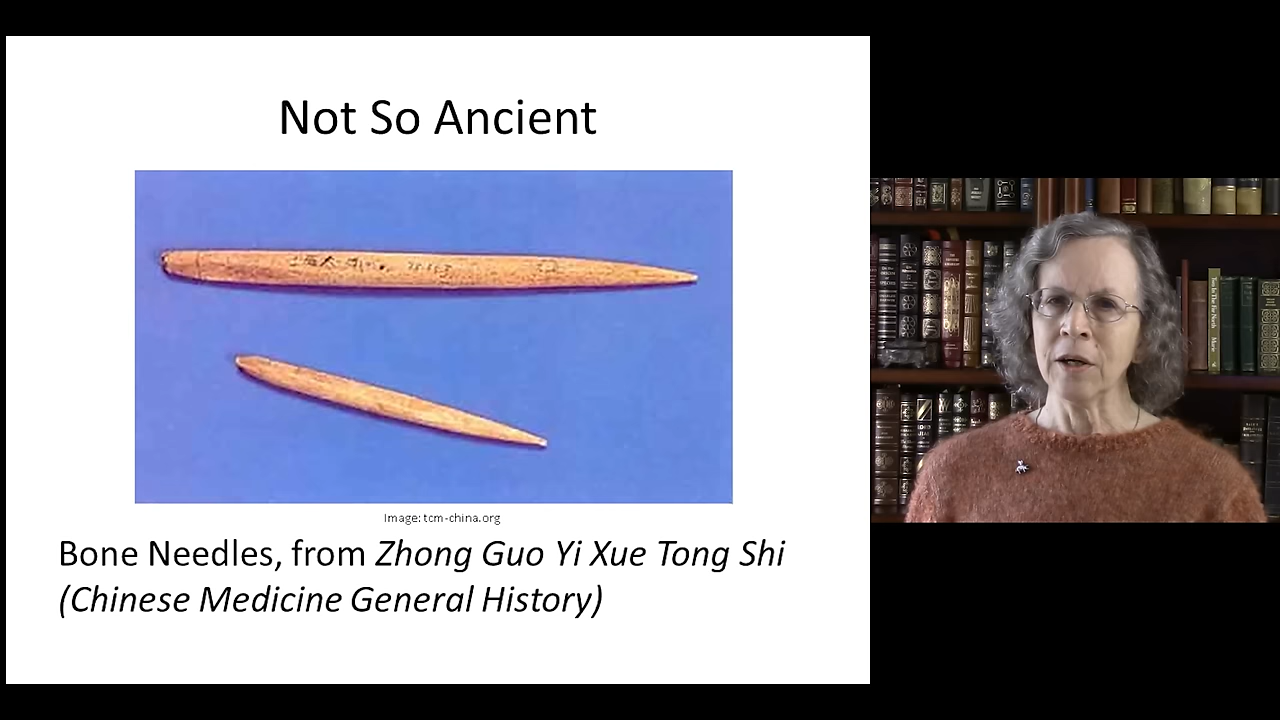 Not So Ancient
Image: tcm-china.org
Bone Needles, from Zhong Guo Yi Xue Tong Shi
(Chinese Medicine General History)